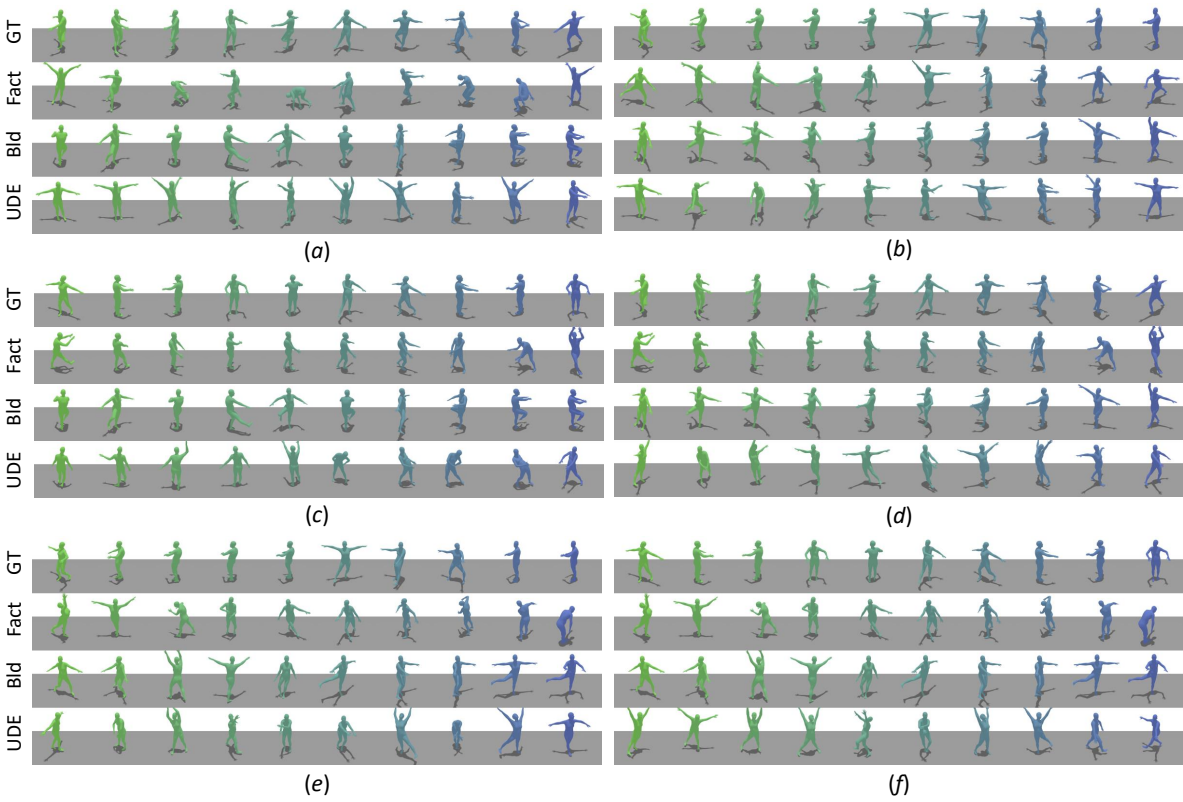 GT
Fact
Bld
UDE
(a)
GT
Fact
Bld
UDE
(b)
GT
Fact
Bld
UDE
(c)
GT
Fact
Bld
UDE
(d)
GT
Fact
Bld
UDE
(e)
GT
Fact
Bld
UDE
(f)